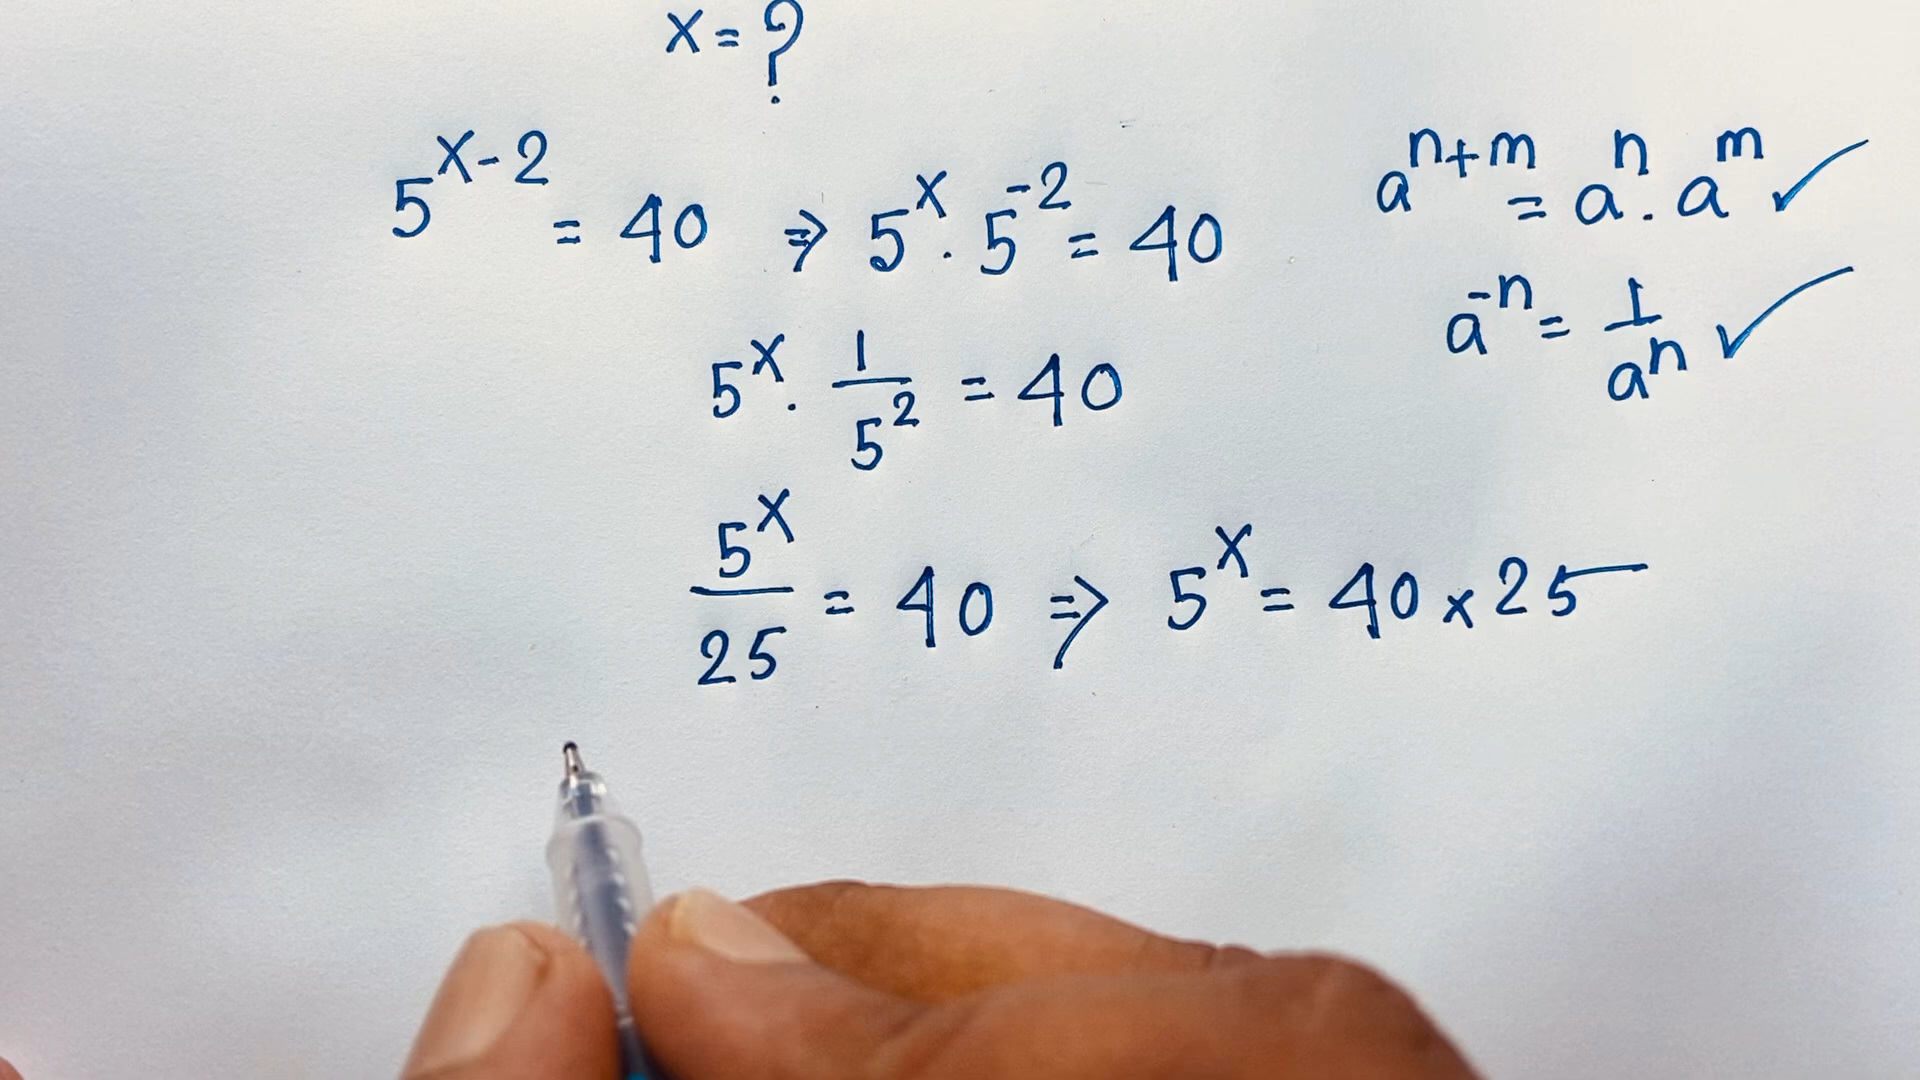 x = ?
5^{x-2} = 40 ⇒ 5^x . 5^{-2} = 40
a^{n+m} = a^n . a^m ✓
a^{-n} = 1/a^n ✓
5^x . 1/5^2 = 40
5^x/25 = 40 ⇒ 5^x = 40 x 25